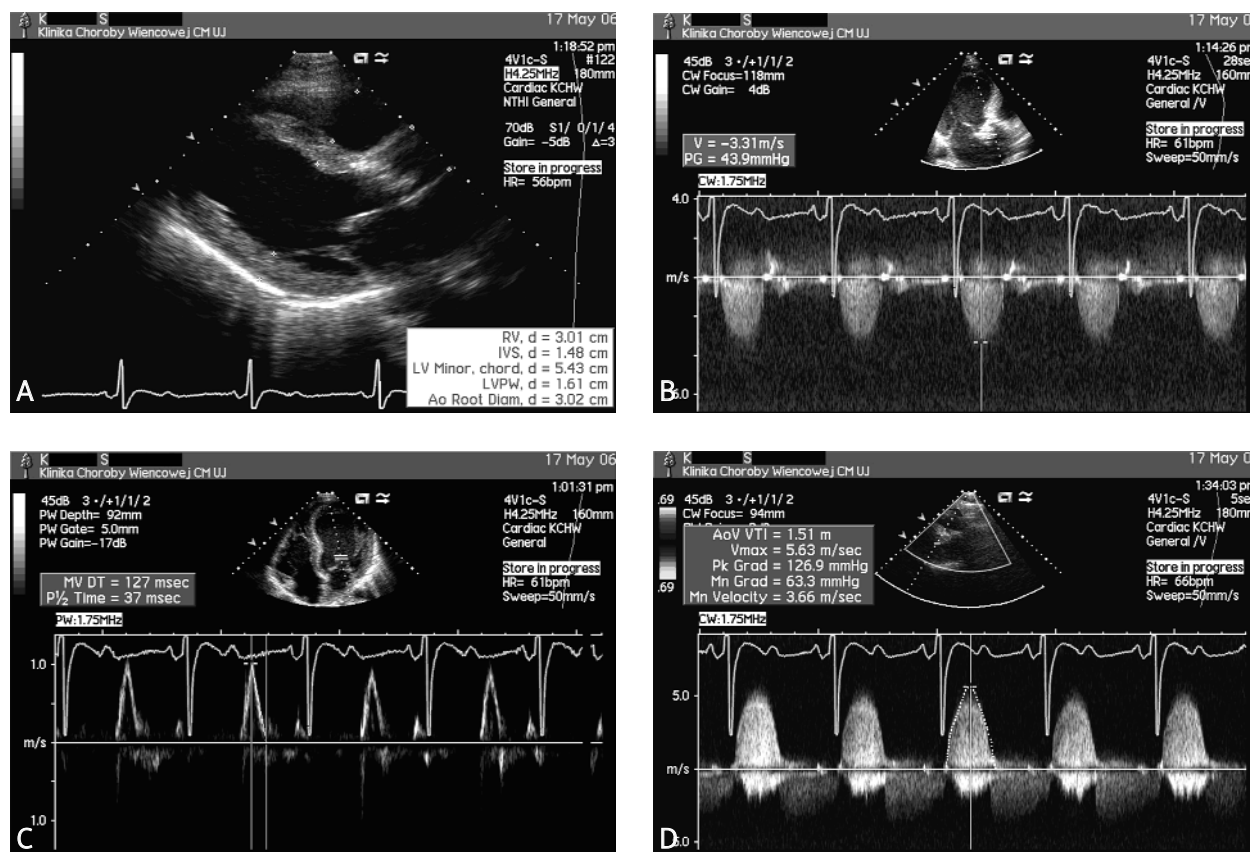 K S 17 May 06
Klinika Choroby Wiencowej CM UJ
1:18:52 pm
4V1c-S #122
H4.25MHz 180mm
Cardiac KCHW
NTHI General
70dB S1/ 0/1/ 4
Gain= -5dB Δ=3
Store in progress
HR= 56bpm
RV, d = 3.01 cm
IVS, d = 1.48 cm
LV Minor, chord, d = 5.43 cm
LVPW, d = 1.61 cm
Ao Root Diam, d = 3.02 cm
A
K S 17 May 0
Klinika Choroby Wiencowej CM UJ
1:14:26 pm
45dB 3 •/+1/1/ 2
CW Focus=118mm
CW Gain= 4dB
4V1c-S 28sec
H4.25MHz 160mm
Cardiac KCHW
General /V
Store in progress
HR= 61bpm
Sweep=50mm/s
V = -3.31m/s
PG = 43.9mmHg
CW:1.75MHz
4.0
m/s
6.0
B
K S 17 May 06
Klinika Choroby Wiencowej CM UJ
1:01:31 pm
45dB 3 •/+1/1/ 2
PW Depth= 92mm
PW Gate= 5.0mm
PW Gain=-17dB
4V1c-S
H4.25MHz 160mm
Cardiac KCHW
General
Store in progress
HR= 61bpm
Sweep=50mm/s
MV DT = 127 msec
P½ Time = 37 msec
PW:1.75MHz
1.0
m/s
1.0
C
K S 17 May 0
Klinika Choroby Wiencowej CM UJ
1:34:03 pm
.69
45dB 3 •/+1/1/ 2
CW Focus= 94mm
4V1c-S 5sec
H4.25MHz 160mm
Cardiac KCHW
General /V
Store in progress
HR= 66bpm
Sweep=50mm/s
AoV VTI = 1.51 m
Vmax = 5.63 m/sec
Pk Grad = 126.9 mmHg
Mn Grad = 63.3 mmHg
Mn Velocity = 3.66 m/sec
.69
CW:1.75MHz
5.0
m/s
5.0
D